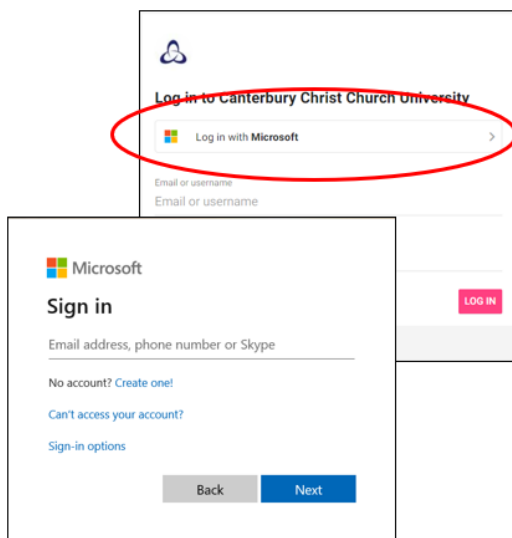 Log in to Canterbury Christ Church University
Log in with Microsoft
Email or username
Email or username
LOG IN
Microsoft
Sign in
Email address, phone number or Skype
No account? Create one!
Can't access your account?
Sign-in options
Back Next